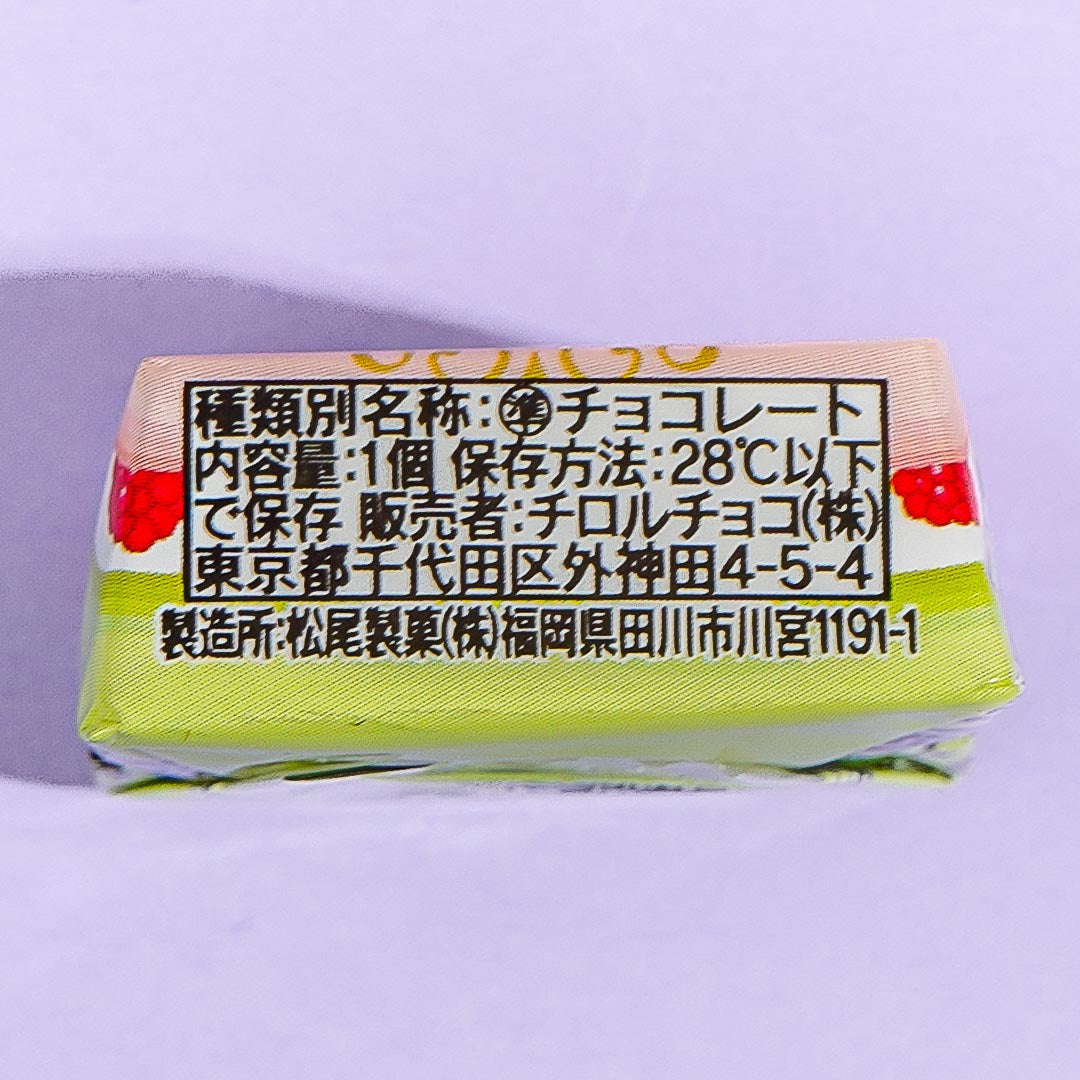 種類別名称:㊗チョコレート
内容量:1個 保存方法:28℃以下
で保存 販売者:チロルチョコ(株)
東京都千代田区外神田4-5-4
製造所:松尾製菓(株)福岡県田川市川宮1191-1